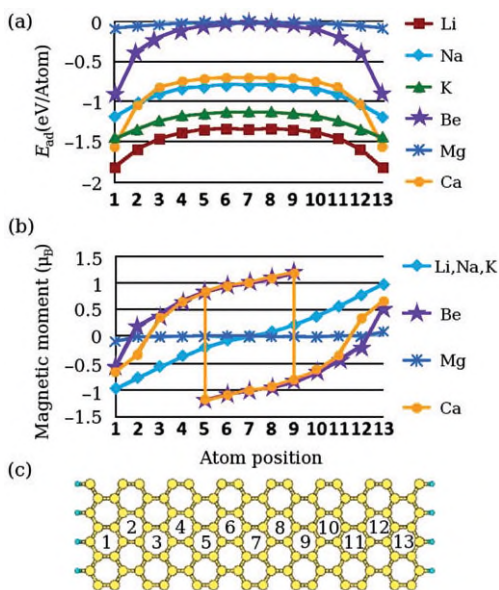 (a)
E_ad(eV/Atom)
0
−0.5
−1
−1.5
−2
1 2 3 4 5 6 7 8 9 10 11 12 13
Li
Na
K
Be
Mg
Ca
(b)
Magnetic moment (μ_B)
1.5
1
0.5
0
−0.5
−1
−1.5
1 2 3 4 5 6 7 8 9 10 11 12 13
Atom position
Li,Na,K
Be
Mg
Ca
(c)
2 4 6 8 10 12
1 3 5 7 9 11 13